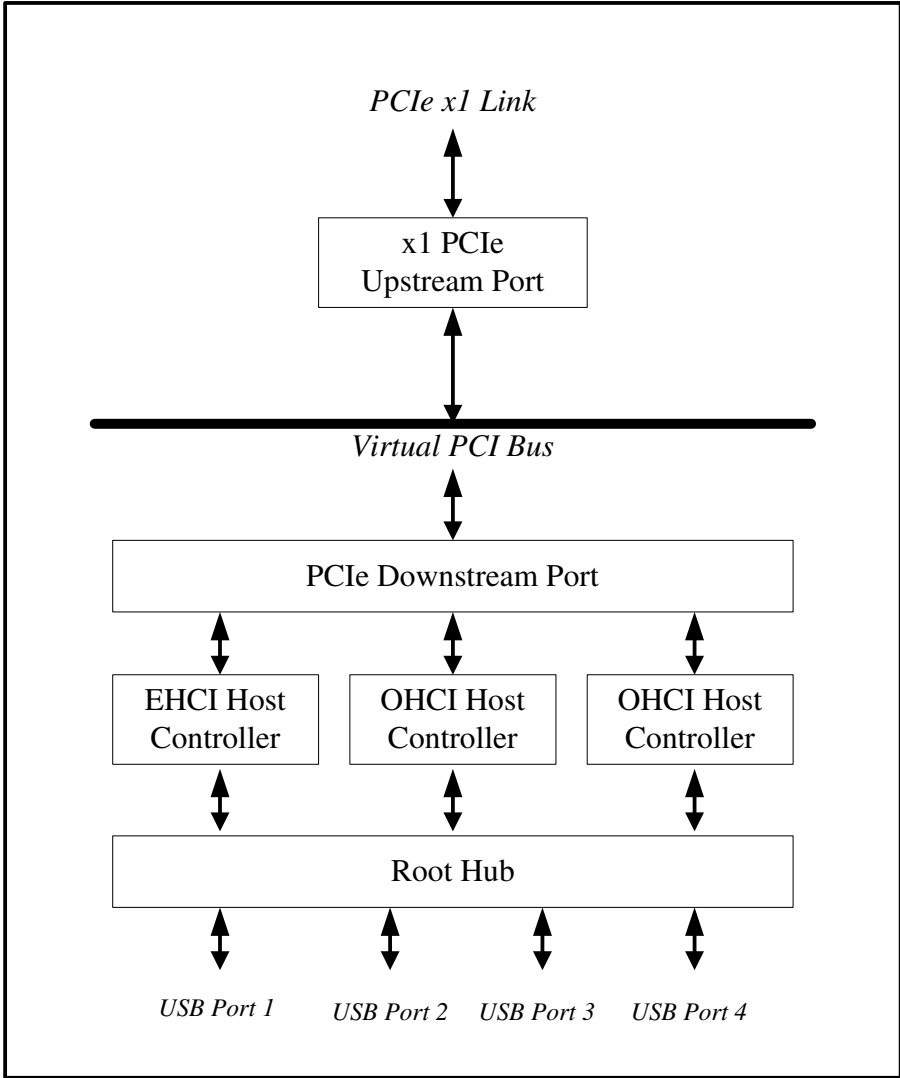 PCIe x1 Link
x1 PCIe
Upstream Port
Virtual PCI Bus
PCIe Downstream Port
EHCI Host
Controller
OHCI Host
Controller
OHCI Host
Controller
Root Hub
USB Port 1
USB Port 2
USB Port 3
USB Port 4